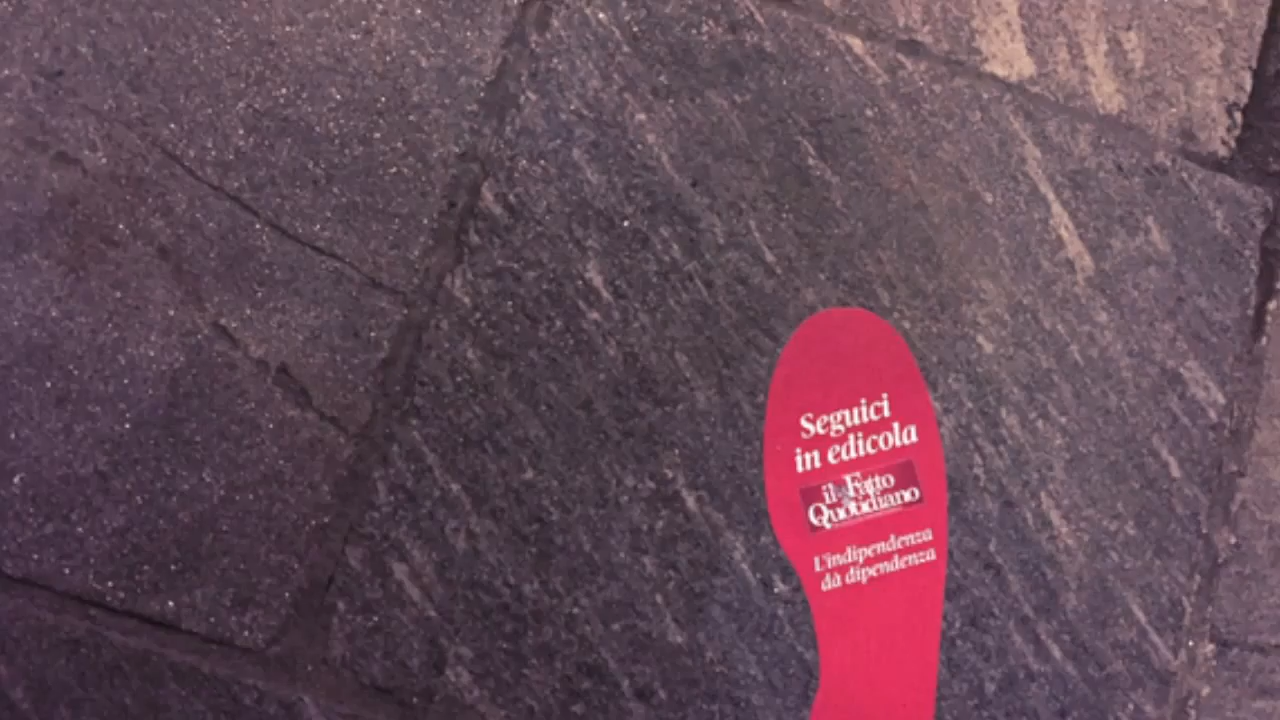 Seguici
in edicola
il Fatto
Quotidiano
L'indipendenza
dà dipendenza